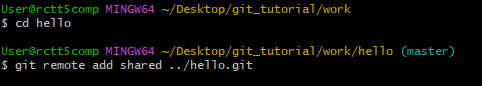 User@rctt5comp MINGW64 ~/Desktop/git_tutorial/work
$ cd hello
User@rctt5comp MINGW64 ~/Desktop/git_tutorial/work/hello (master)
$ git remote add shared ../hello.git